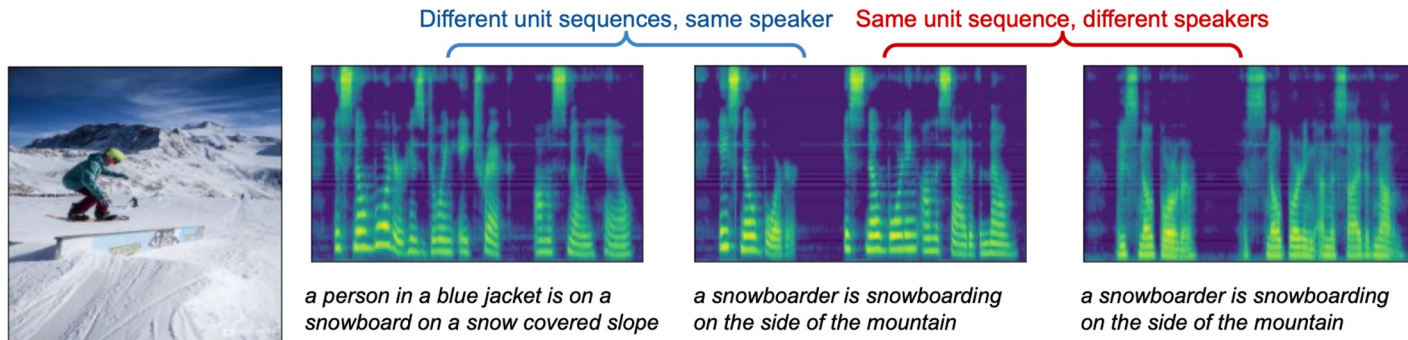 Different unit sequences, same speaker
Same unit sequence, different speakers
a person in a blue jacket is on a
snowboard on a snow covered slope
a snowboarder is snowboarding
on the side of the mountain
a snowboarder is snowboarding
on the side of the mountain